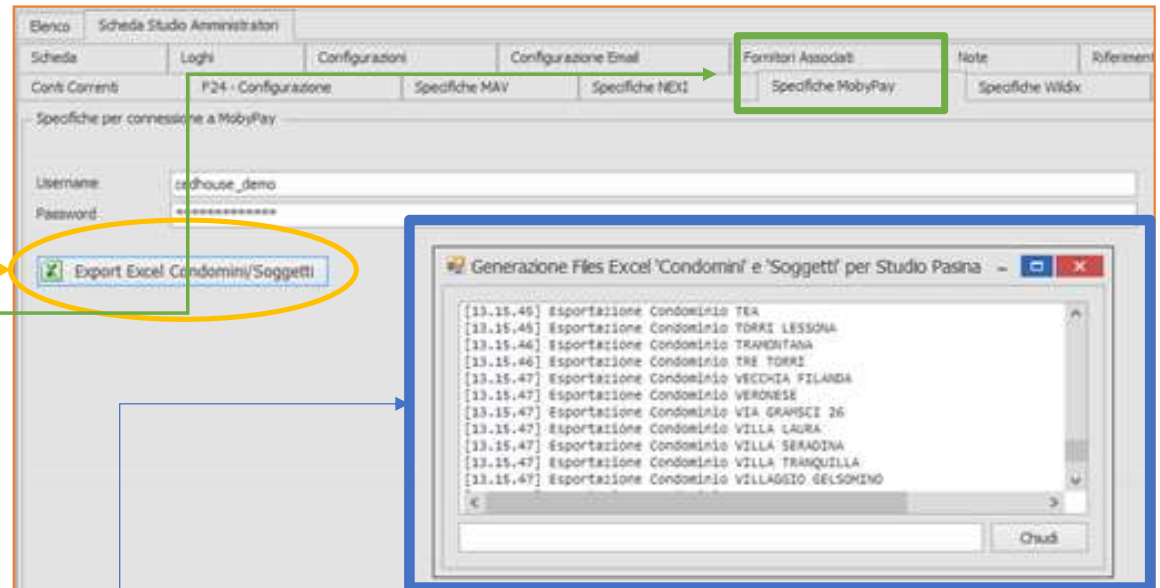 Elenco Scheda Studio Amministratori
Scheda Loghi Configurazioni Configurazione Email Fornitori Associati Note Riferiment
Conti Correnti F24 - Configurazione Specifiche MAV Specifiche NEXI Specifiche MobyPay Specifiche Wildix
Specifiche per connessione a MobyPay
Username cedhouse_demo
Password *************
Export Excel Condomini/Soggetti
Generazione Files Excel 'Condomini' e 'Soggetti' per Studio Pasina
[13.15.45] Esportazione Condominio TEA
[13.15.45] Esportazione Condominio TORRI LESSONA
[13.15.46] Esportazione Condominio TRAMONTANA
[13.15.46] Esportazione Condominio TRE TORRI
[13.15.47] Esportazione Condominio VECCHIA FILANDA
[13.15.47] Esportazione Condominio VERONESE
[13.15.47] Esportazione Condominio VIA GRAMSCI 26
[13.15.47] Esportazione Condominio VILLA LAURA
[13.15.47] Esportazione Condominio VILLA SERADINA
[13.15.47] Esportazione Condominio VILLA TRANQUILLA
[13.15.47] Esportazione Condominio VILLAGGIO GELSOMINO
Chiudi